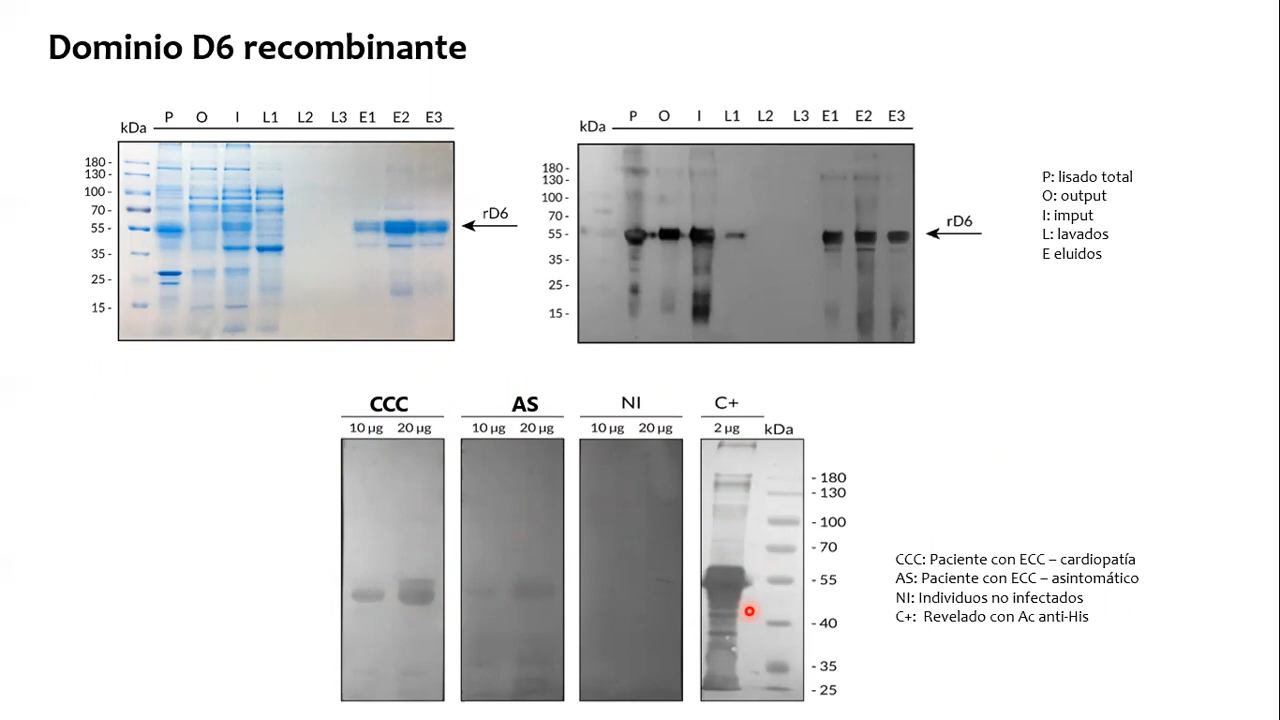 Dominio D6 recombinante
P O I L1 L2 L3 E1 E2 E3
kDa
180 -
130 -
100 -
70 -
55 -
35 -
25 -
15 -
rD6
P O I L1 L2 L3 E1 E2 E3
kDa
180 -
130 -
100 -
70 -
55 -
35 -
25 -
15 -
rD6
P: lisado total
O: output
I: imput
L: lavados
E eluidos
CCC AS NI C+
10 µg 20 µg 10 µg 20 µg 10 µg 20 µg 2 µg kDa
- 180
- 130
- 100
- 70
- 55
- 40
- 35
- 25
CCC: Paciente con ECC – cardiopatía
AS: Paciente con ECC – asintomático
NI: Individuos no infectados
C+: Revelado con Ac anti-His